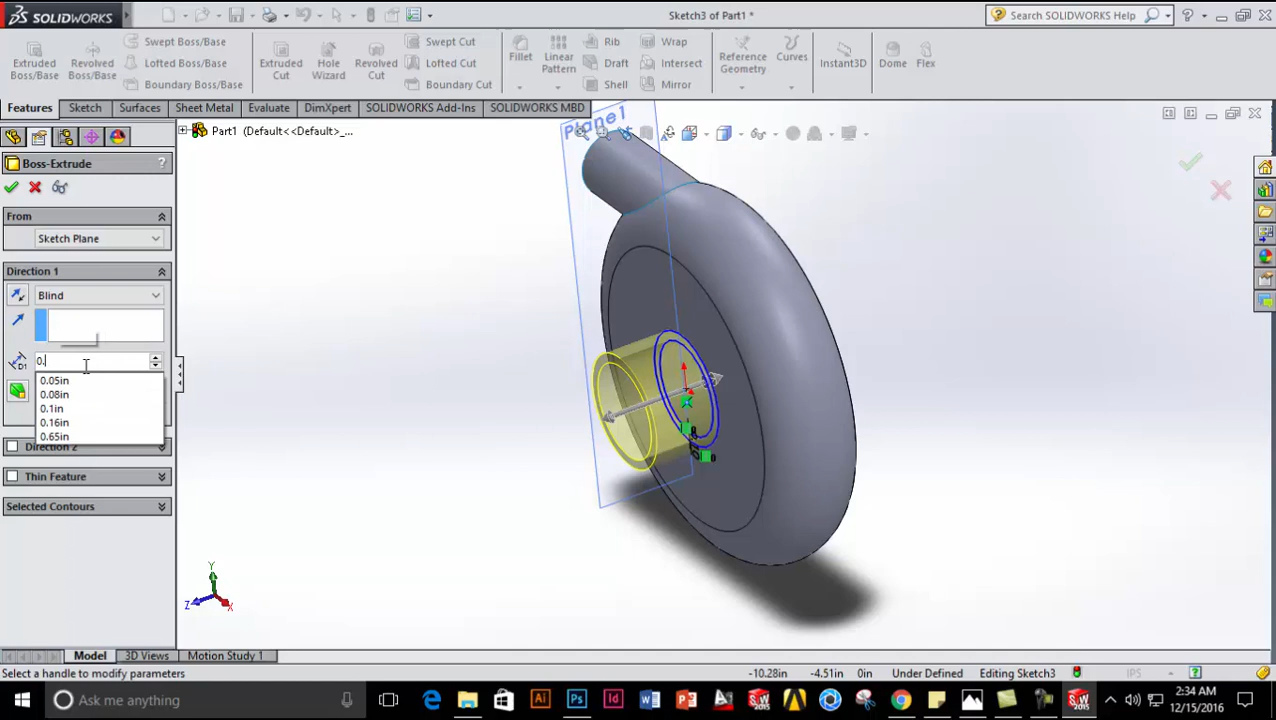 SOLIDWORKS
Sketch3 of Part1 *
Search SOLIDWORKS Help
Extruded Boss/Base
Revolved Boss/Base
Swept Boss/Base
Lofted Boss/Base
Boundary Boss/Base
Extruded Cut
Hole Wizard
Revolved Cut
Swept Cut
Lofted Cut
Boundary Cut
Fillet
Linear Pattern
Rib
Draft
Shell
Wrap
Intersect
Mirror
Reference Geometry
Curves
Instant3D
Dome
Flex
Features
Sketch
Surfaces
Sheet Metal
Evaluate
DimXpert
SOLIDWORKS Add-Ins
SOLIDWORKS MBD
Part1 (Default<<Default>_...
Plane1
Boss-Extrude
?
From
Sketch Plane
Direction 1
Blind
D1
0.
0.05in
0.08in
0.1in
0.16in
0.65in
Direction 2
Thin Feature
Selected Contours
Y
Z
X
Model
3D Views
Motion Study 1
Select a handle to modify parameters
-10.28in
-4.51in
0in
Under Defined
Editing Sketch3
IPS
Ask me anything
2:34 AM
12/15/2016